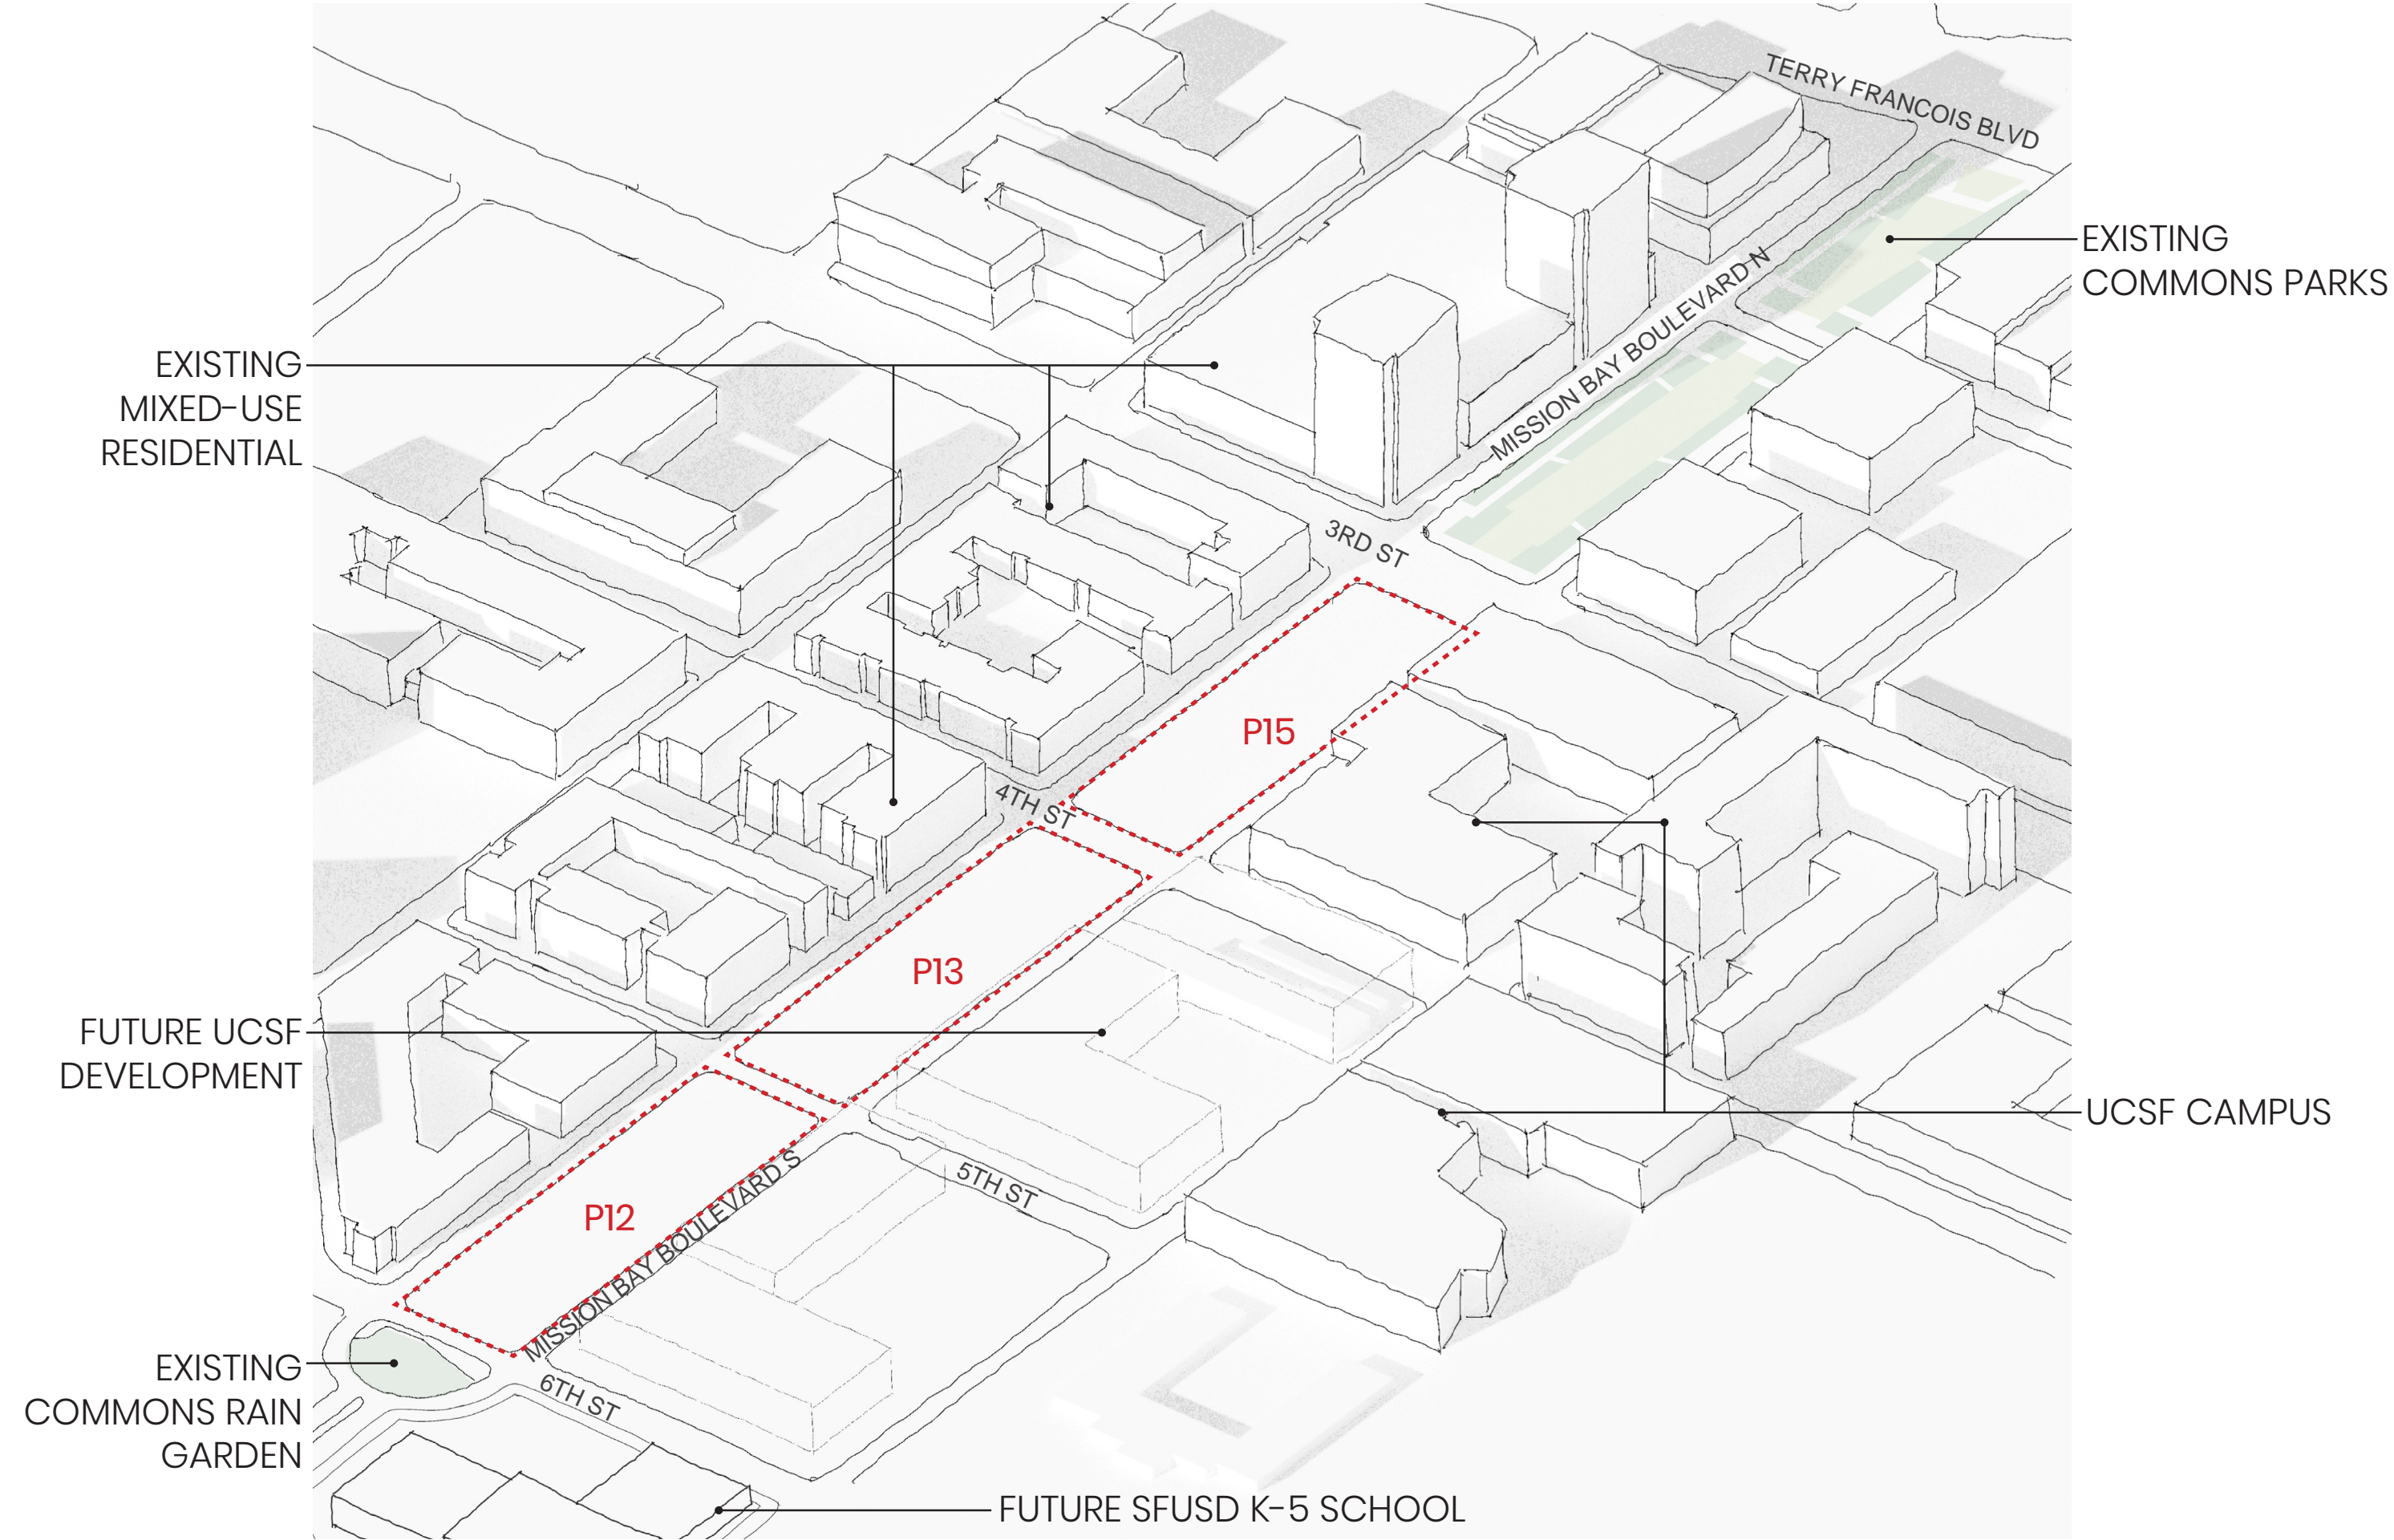 TERRY FRANCOIS BLVD
EXISTING
COMMONS PARKS
MISSION BAY BOULEVARD N
EXISTING
MIXED-USE
RESIDENTIAL
3RD ST
P15
4TH ST
P13
FUTURE UCSF
DEVELOPMENT
UCSF CAMPUS
5TH ST
P12
MISSION BAY BOULEVARD S
EXISTING
COMMONS RAIN
GARDEN
6TH ST
FUTURE SFUSD K-5 SCHOOL